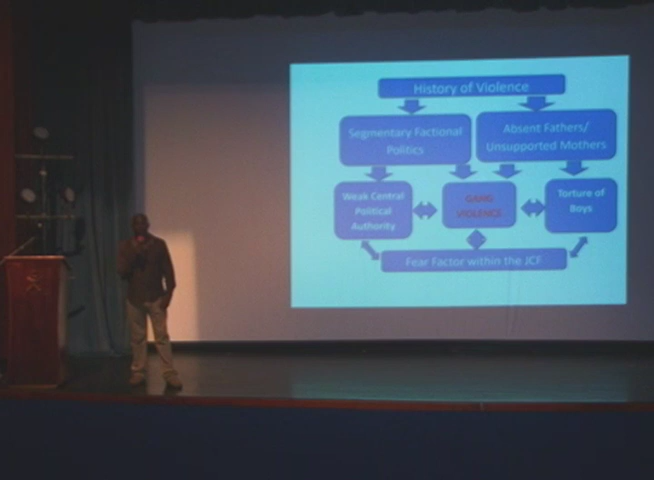 History of Violence
Segmentary Factional
Politics
Absent Fathers/
Unsupported Mothers
Weak Central
Political
Authority
GANG
VIOLENCE
Torture of
Boys
Fear Factor within the JCF